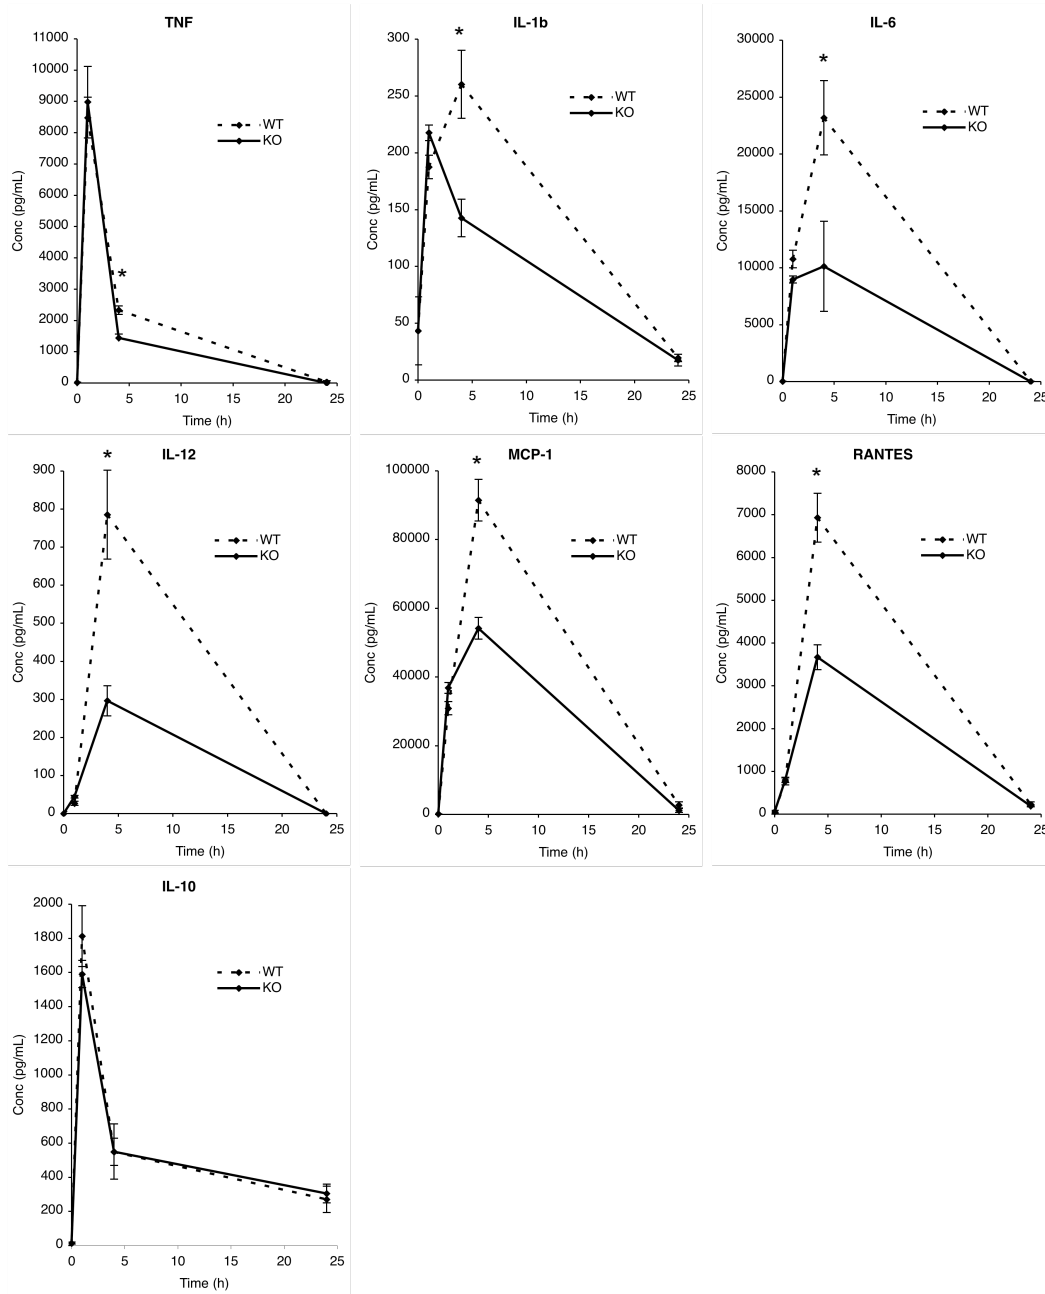 TNF
11000
10000
9000
8000
7000
6000
5000
4000
3000
2000
1000
0
Conc (pg/mL)
WT
KO
*
0 5 10 15 20 25
Time (h)
IL-1b
300
250
200
150
100
50
0
Conc (pg/mL)
*
WT
KO
0 5 10 15 20 25
Time (h)
IL-6
30000
25000
20000
15000
10000
5000
0
Conc (pg/mL)
*
WT
KO
0 5 10 15 20 25
Time (h)
IL-12
900
800
700
600
500
400
300
200
100
0
Conc (pg/mL)
*
WT
KO
0 5 10 15 20 25
Time (h)
MCP-1
100000
80000
60000
40000
20000
0
Conc (pg/mL)
*
WT
KO
0 5 10 15 20 25
Time (h)
RANTES
8000
7000
6000
5000
4000
3000
2000
1000
0
Conc (pg/mL)
*
WT
KO
0 5 10 15 20 25
Time (h)
IL-10
2000
1800
1600
1400
1200
1000
800
600
400
200
0
Conc (pg/mL)
WT
KO
0 5 10 15 20 25
Time (h)